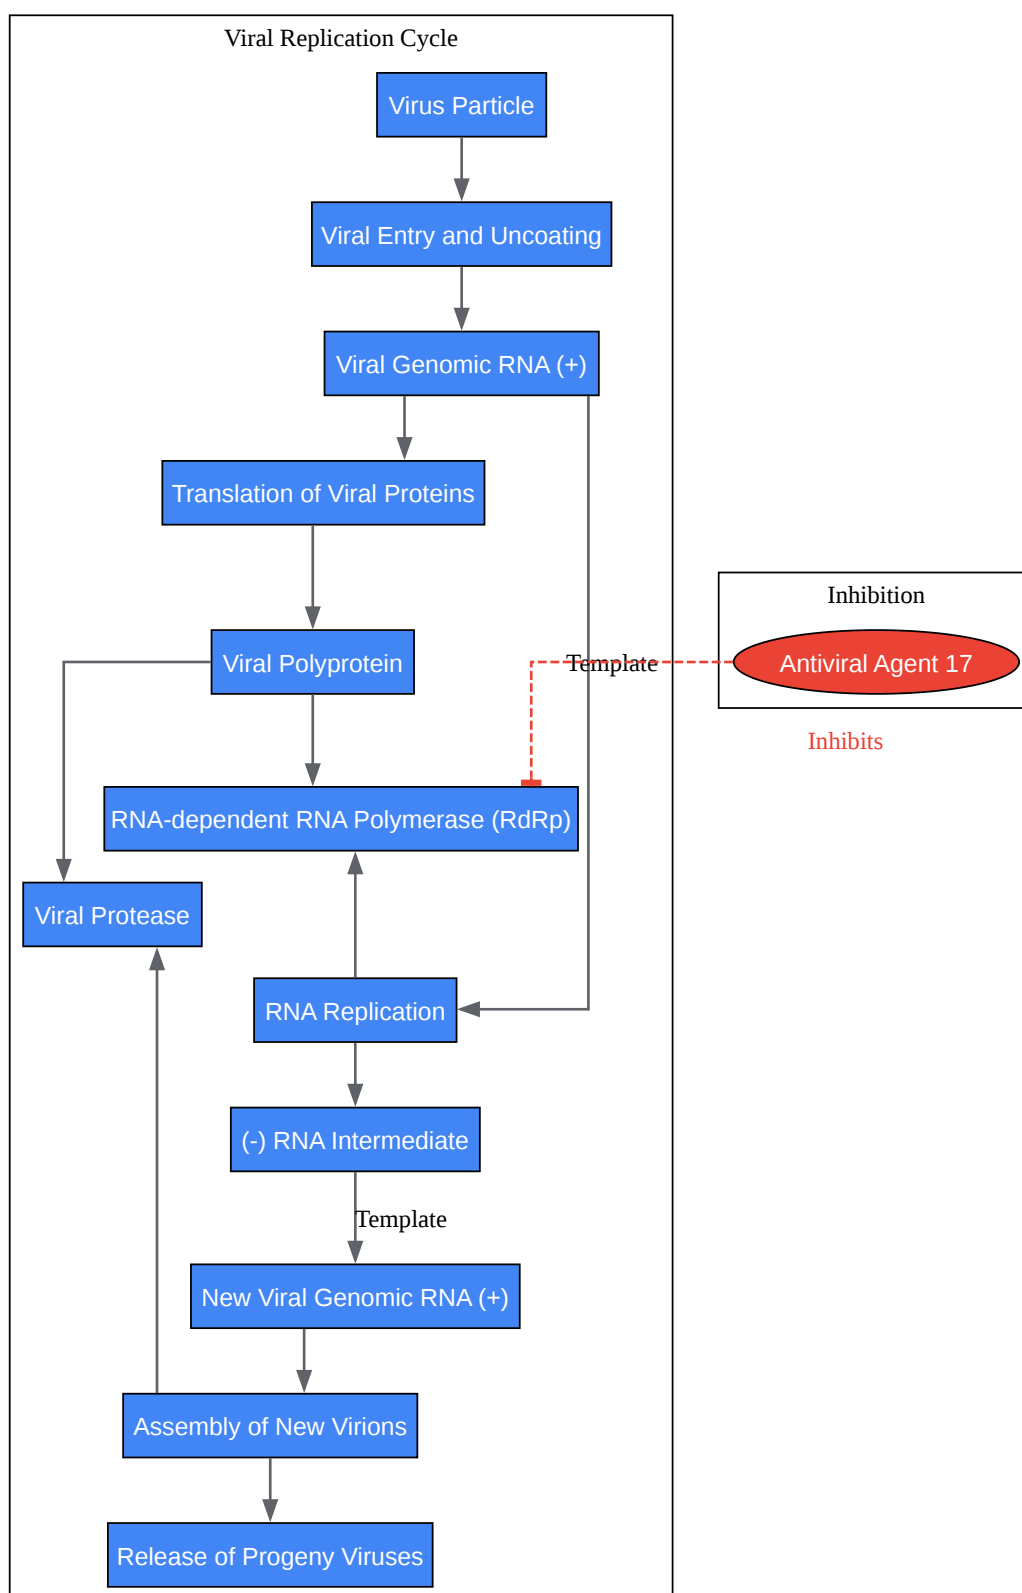 Viral Replication Cycle
Virus Particle
Viral Entry and Uncoating
Viral Genomic RNA (+)
Translation of Viral Proteins
Inhibition
Viral Polyprotein
Template
Antiviral Agent 17
Inhibits
RNA-dependent RNA Polymerase (RdRp)
Viral Protease
RNA Replication
(-) RNA Intermediate
Template
New Viral Genomic RNA (+)
Assembly of New Virions
Release of Progeny Viruses